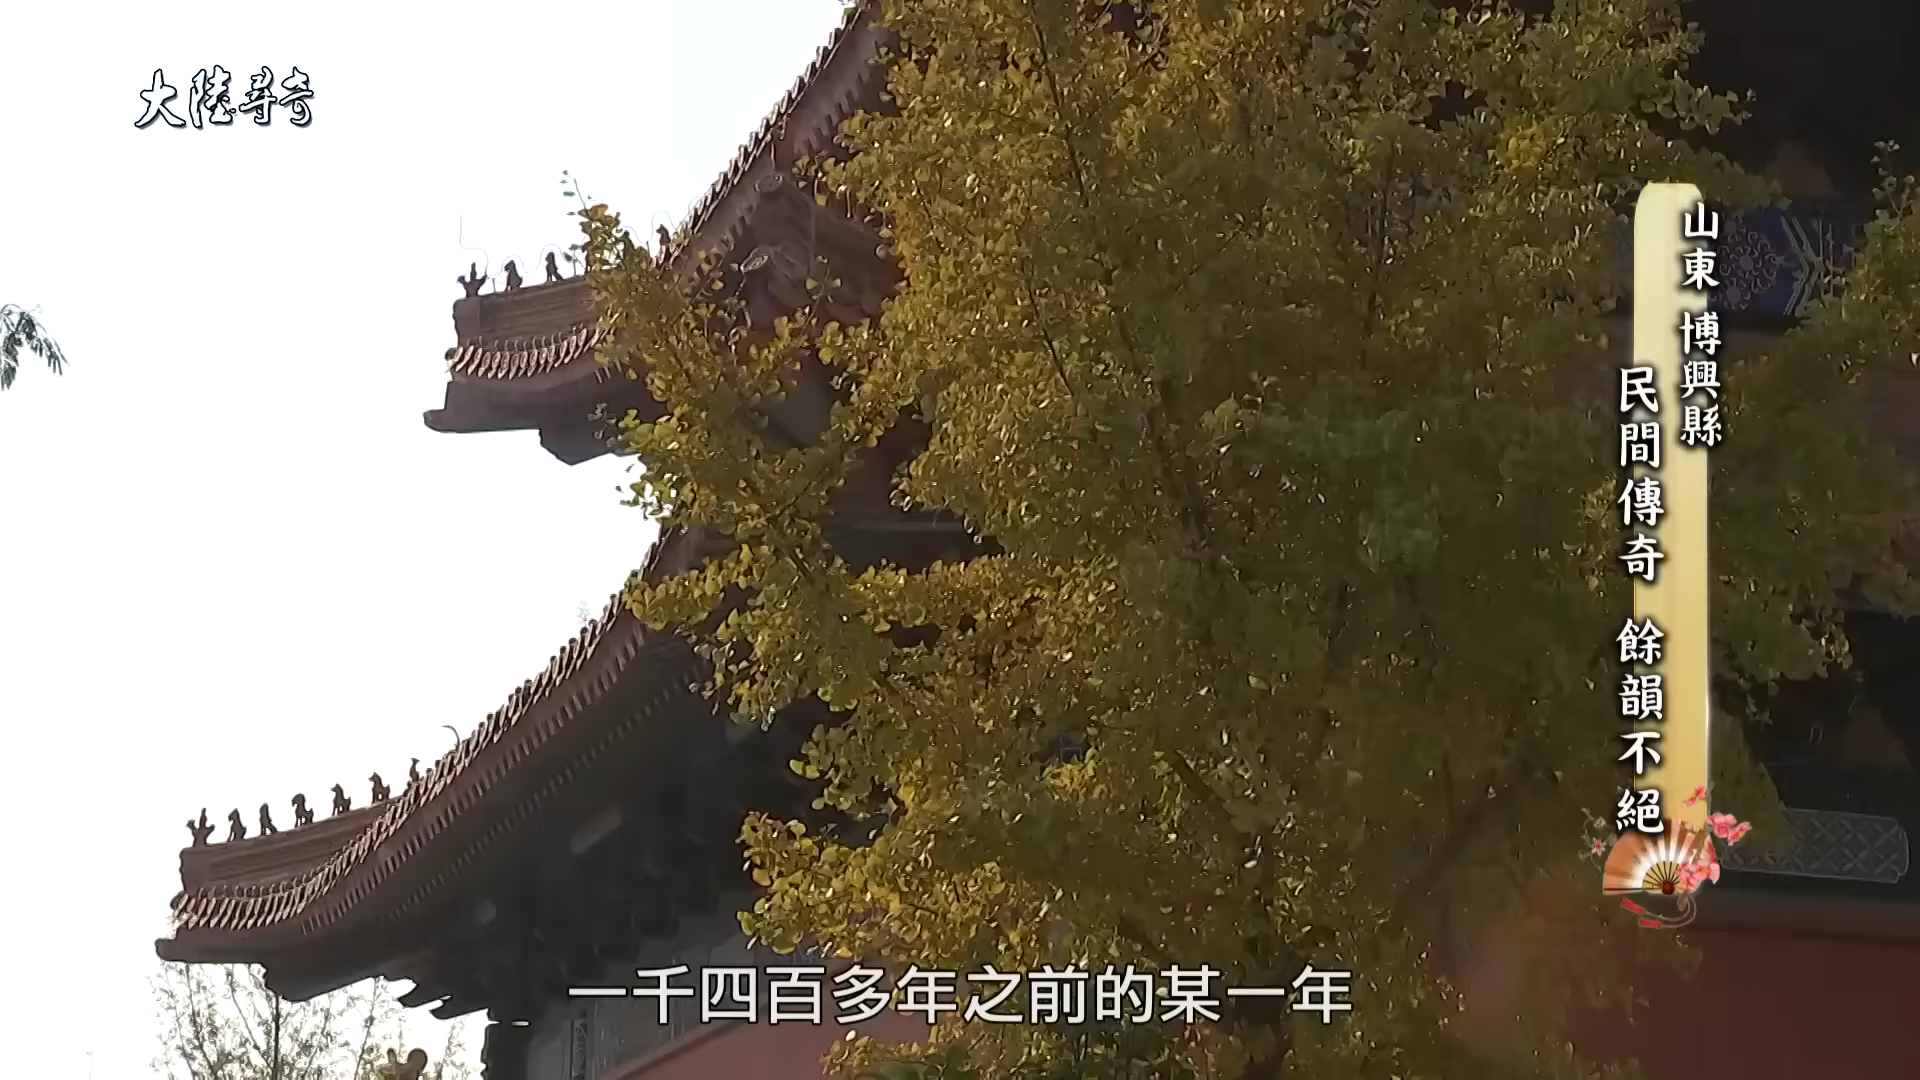 大陸尋奇
山東 博興縣
民間傳奇 餘韻不絕
一千四百多年之前的某一年